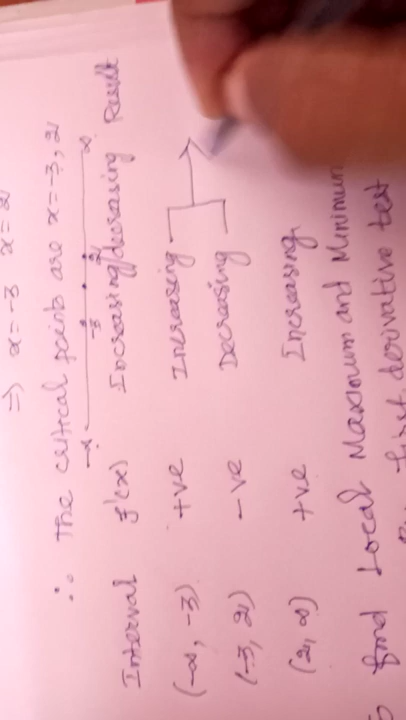 ⇒ x = -3 x = 2
∴ The critical points are x = -3, 2
-∞ -3 2 ∞
Interval f'(x) Increasing/decreasing Result
(-∞, -3) +ve Increasing
(-3, 2) -ve Decreasing
(2, ∞) +ve Increasing
find Local Maximum and Minimum
first derivative test